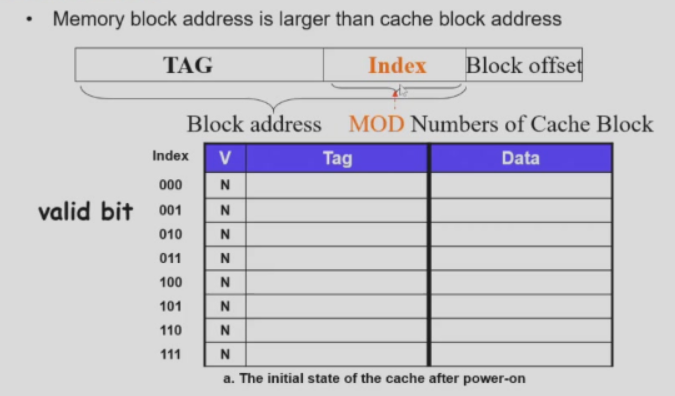 • Memory block address is larger than cache block address
TAG Index Block offset
Block address MOD Numbers of Cache Block
Index V Tag Data
000 N
valid bit 001 N
010 N
011 N
100 N
101 N
110 N
111 N
a. The initial state of the cache after power-on